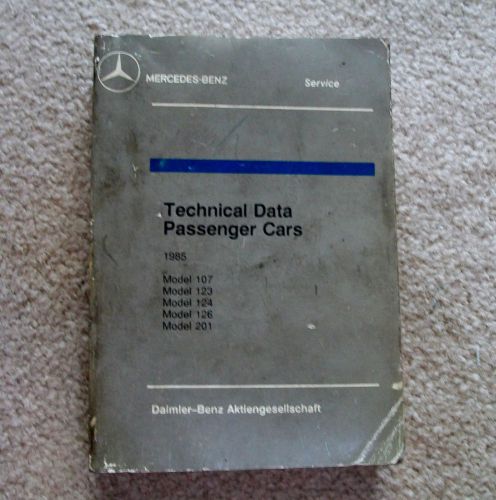 MERCEDES-BENZ Service
Technical Data
Passenger Cars
1985
Model 107
Model 123
Model 124
Model 126
Model 201
Daimler-Benz Aktiengesellschaft